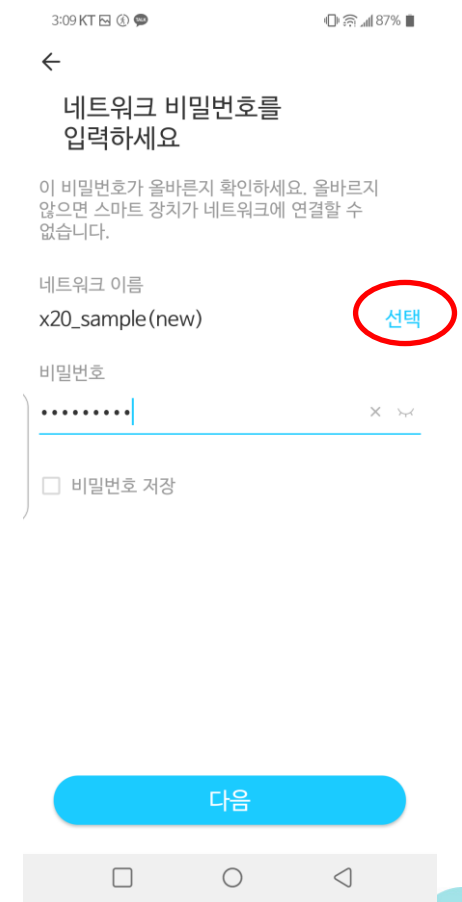 3:09 KT 87%
네트워크 비밀번호를
입력하세요
이 비밀번호가 올바른지 확인하세요. 올바르지
않으면 스마트 장치가 네트워크에 연결할 수
없습니다.
네트워크 이름
x20_sample(new) 선택
비밀번호
•••••••••
비밀번호 저장
다음